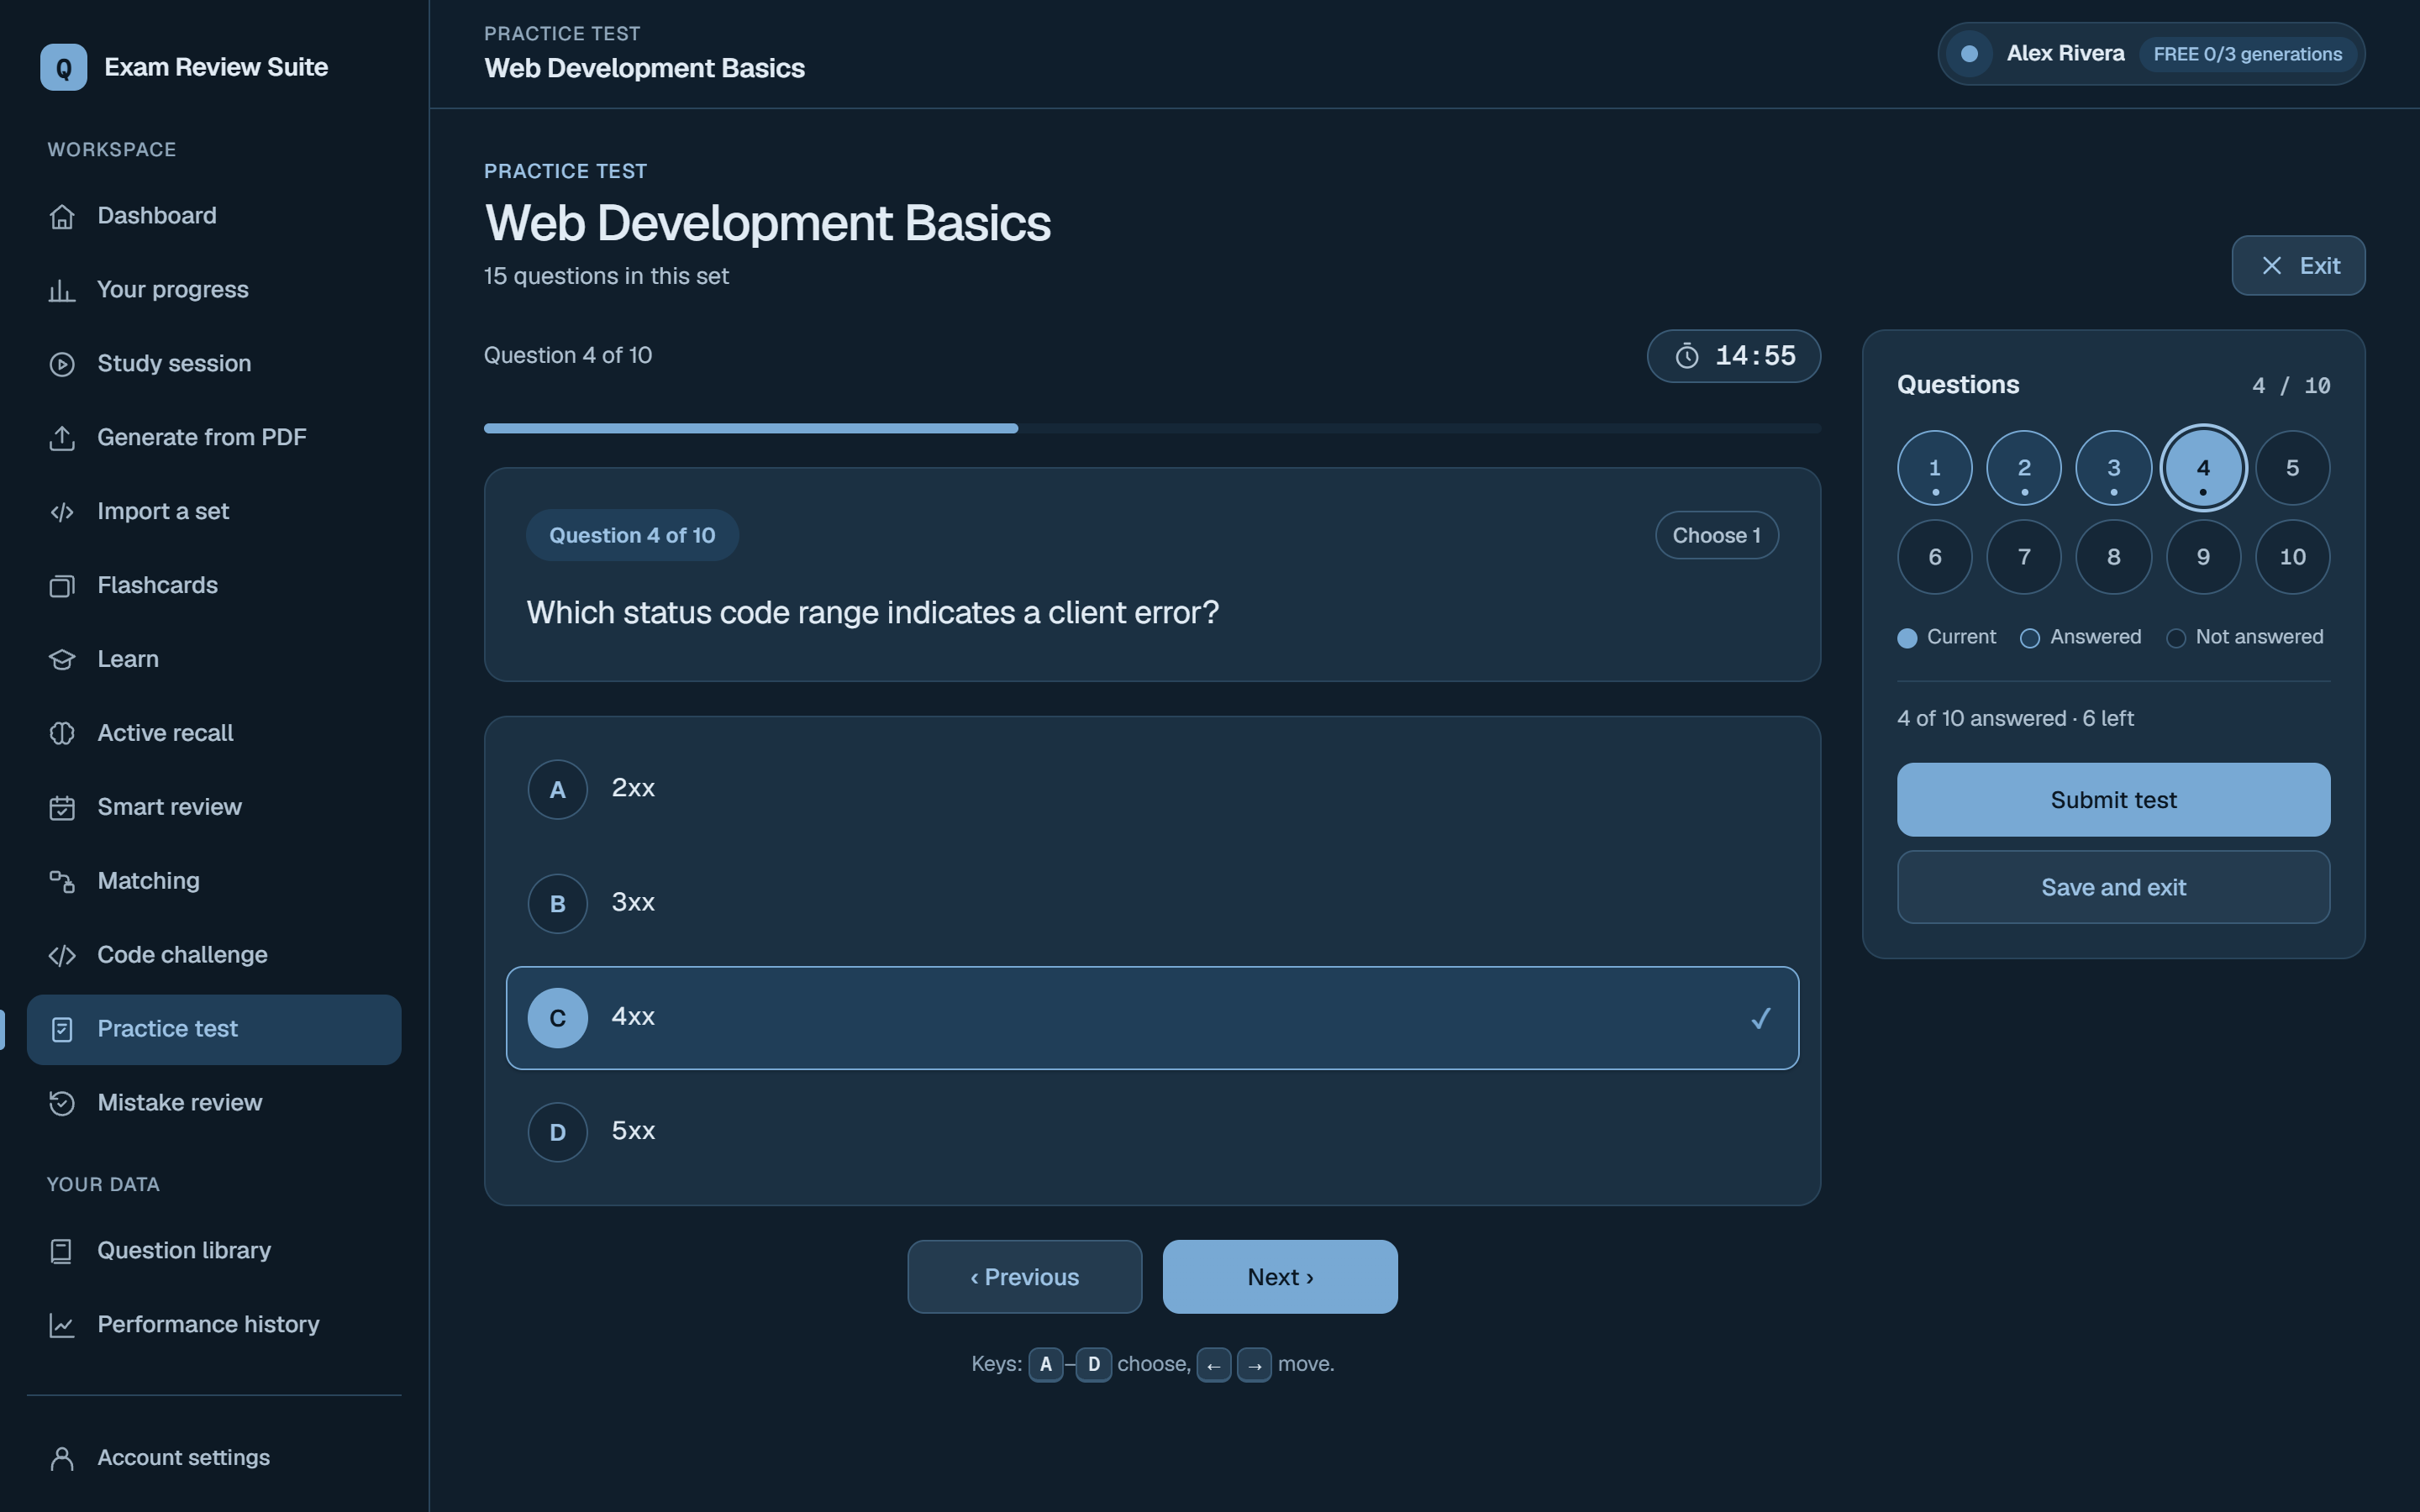 Q Exam Review Suite
WORKSPACE
Dashboard
Your progress
Study session
Generate from PDF
Import a set
Flashcards
Learn
Active recall
Smart review
Matching
Code challenge
Practice test
Mistake review
YOUR DATA
Question library
Performance history
Account settings
PRACTICE TEST
Web Development Basics
Alex Rivera FREE 0/3 generations
PRACTICE TEST
Web Development Basics
15 questions in this set
Exit
Question 4 of 10
14:55
Question 4 of 10
Choose 1
Which status code range indicates a client error?
A 2xx
B 3xx
C 4xx ✓
D 5xx
‹ Previous
Next ›
Keys: A – D choose, ← → move.
Questions 4 / 10
1 2 3 4 5
6 7 8 9 10
Current Answered Not answered
4 of 10 answered · 6 left
Submit test
Save and exit